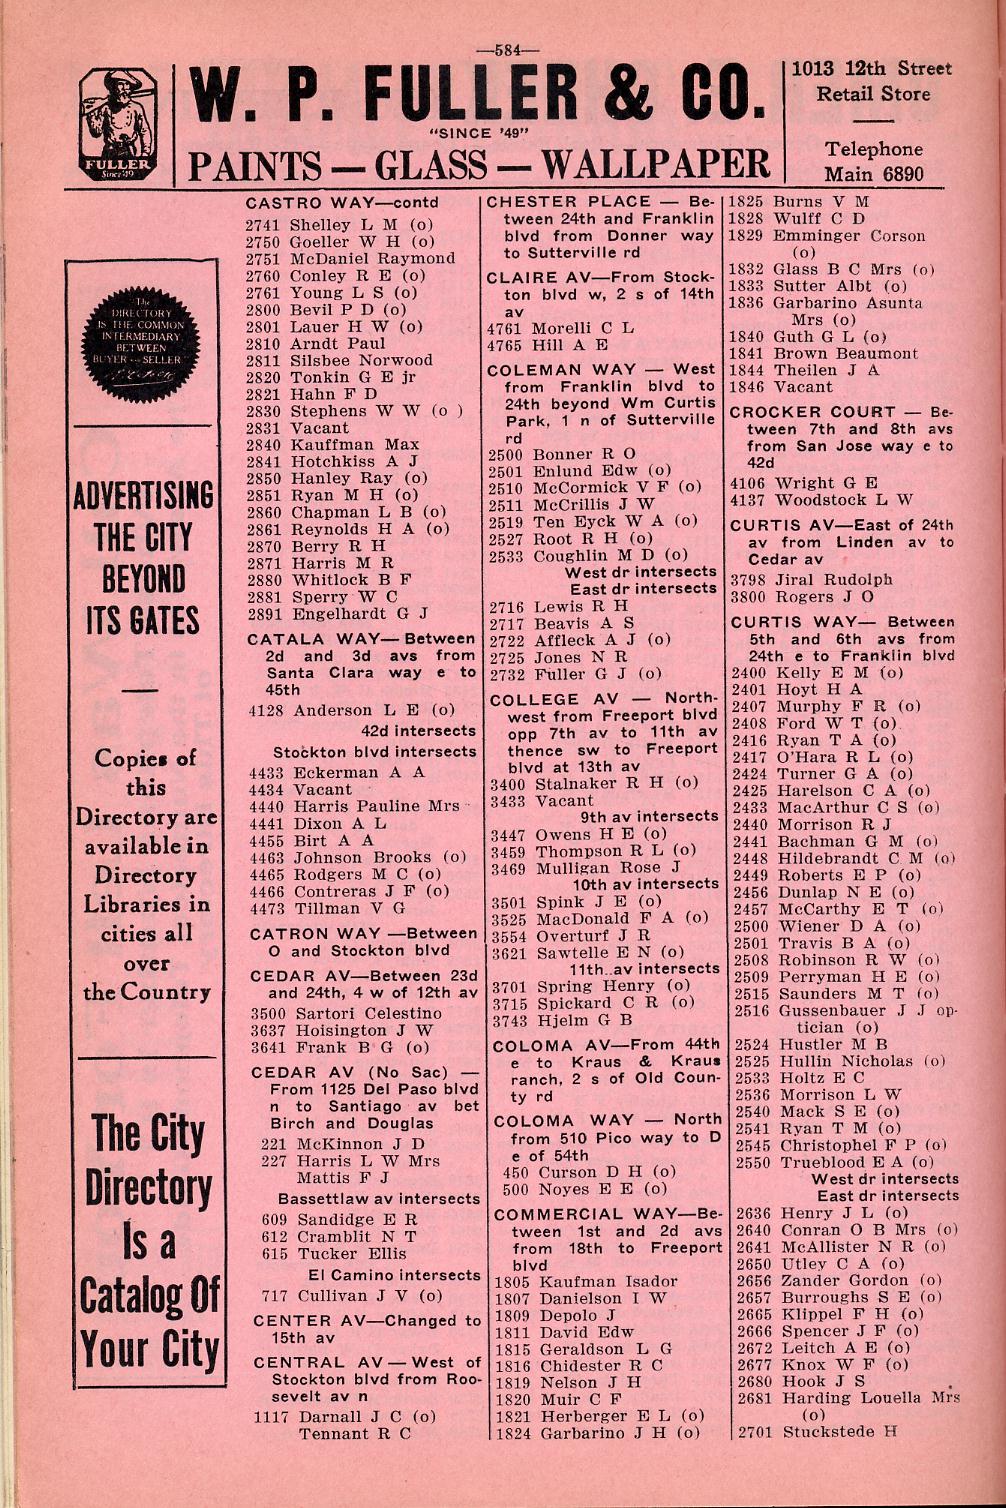 —584—
W. P. FULLER & CO.
"SINCE '49"
PAINTS — GLASS — WALLPAPER
FULLER
Since '49
1013 12th Street
Retail Store
Telephone
Main 6890
The
DIRECTORY
IS THE COMMON
INTERMEDIARY
BETWEEN
BUYER and SELLER
ADVERTISING
THE CITY
BEYOND
ITS GATES
Copies of
this
Directory are
available in
Directory
Libraries in
cities all
over
the Country
The City
Directory
Is a
Catalog Of
Your City
CASTRO WAY—contd
2741 Shelley L M (o)
2750 Goeller W H (o)
2751 McDaniel Raymond
2760 Conley R E (o)
2761 Young L S (o)
2800 Bevil P D (o)
2801 Lauer H W (o)
2810 Arndt Paul
2811 Silsbee Norwood
2820 Tonkin G E jr
2821 Hahn F D
2830 Stephens W W (o )
2831 Vacant
2840 Kauffman Max
2841 Hotchkiss A J
2850 Hanley Ray (o)
2851 Ryan M H (o)
2860 Chapman L B (o)
2861 Reynolds H A (o)
2870 Berry R H
2871 Harris M R
2880 Whitlock B F
2881 Sperry W C
2891 Engelhardt G J
CATALA WAY— Between
2d and 3d avs from
Santa Clara way e to
45th
4128 Anderson L E (o)
42d intersects
Stockton blvd intersects
4433 Eckerman A A
4434 Vacant
4440 Harris Pauline Mrs
4441 Dixon A L
4455 Birt A A
4463 Johnson Brooks (o)
4465 Rodgers M C (o)
4466 Contreras J F (o)
4473 Tillman V G
CATRON WAY —Between
O and Stockton blvd
CEDAR AV—Between 23d
and 24th, 4 w of 12th av
3500 Sartori Celestino
3637 Hoisington J W
3641 Frank B G (o)
CEDAR AV (No Sac) —
From 1125 Del Paso blvd
n to Santiago av bet
Birch and Douglas
221 McKinnon J D
227 Harris L W Mrs
Mattis F J
Bassettlaw av intersects
609 Sandidge E R
612 Cramblit N T
615 Tucker Ellis
El Camino intersects
717 Cullivan J V (o)
CENTER AV—Changed to
15th av
CENTRAL AV — West of
Stockton blvd from Roo-
sevelt av n
1117 Darnall J C (o)
Tennant R C
CHESTER PLACE — Be-
tween 24th and Franklin
blvd from Donner way
to Sutterville rd
CLAIRE AV—From Stock-
ton blvd w, 2 s of 14th
av
4761 Morelli C L
4765 Hill A E
COLEMAN WAY — West
from Franklin blvd to
24th beyond Wm Curtis
Park, 1 n of Sutterville
rd
2500 Bonner R O
2501 Enlund Edw (o)
2510 McCormick V F (o)
2511 McCrillis J W
2519 Ten Eyck W A (o)
2527 Root R H (o)
2533 Coughlin M D (o)
West dr intersects
East dr intersects
2716 Lewis R H
2717 Beavis A S
2722 Affleck A J (o)
2725 Jones N R
2732 Fuller G J (o)
COLLEGE AV — North-
west from Freeport blvd
opp 7th av to 11th av
thence sw to Freeport
blvd at 13th av
3400 Stalnaker R H (o)
3433 Vacant
9th av intersects
3447 Owens H E (o)
3459 Thompson R L (o)
3469 Mulligan Rose J
10th av intersects
3501 Spink J E (o)
3525 MacDonald F A (o)
3554 Overturf J R
3621 Sawtelle E N (o)
11th..av intersects
3701 Spring Henry (o)
3715 Spickard C R (o)
3743 Hjelm G B
COLOMA AV—From 44th
e to Kraus & Kraus
ranch, 2 s of Old Coun-
ty rd
COLOMA WAY — North
from 510 Pico way to D
e of 54th
450 Curson D H (o)
500 Noyes E E (o)
COMMERCIAL WAY—Be-
tween 1st and 2d avs
from 18th to Freeport
blvd
1805 Kaufman Isador
1807 Danielson I W
1809 Depolo J
1811 David Edw
1815 Geraldson L G
1816 Chidester R C
1819 Nelson J H
1820 Muir C F
1821 Herberger E L (o)
1824 Garbarino J H (o)
1825 Burns V M
1828 Wulff C D
1829 Emminger Corson
(o)
1832 Glass B C Mrs (o)
1833 Sutter Albt (o)
1836 Garbarino Asunta
Mrs (o)
1840 Guth G L (o)
1841 Brown Beaumont
1844 Theilen J A
1846 Vacant
CROCKER COURT — Be-
tween 7th and 8th avs
from San Jose way e to
42d
4106 Wright G E
4137 Woodstock L W
CURTIS AV—East of 24th
av from Linden av to
Cedar av
3798 Jiral Rudolph
3800 Rogers J O
CURTIS WAY— Between
5th and 6th avs from
24th e to Franklin blvd
2400 Kelly E M (o)
2401 Hoyt H A
2407 Murphy F R (o)
2408 Ford W T (o)
2416 Ryan T A (o)
2417 O'Hara R L (o)
2424 Turner G A (o)
2425 Harelson C A (o)
2433 MacArthur C S (o)
2440 Morrison R J
2441 Bachman G M (o)
2448 Hildebrandt C M (o)
2449 Roberts E P (o)
2456 Dunlap N E (o)
2457 McCarthy E T (o)
2500 Wiener D A (o)
2501 Travis B A (o)
2508 Robinson R W (o)
2509 Perryman H E (o)
2515 Saunders M T (o)
2516 Gussenbauer J J op-
tician (o)
2524 Hustler M B
2525 Hullin Nicholas (o)
2533 Holtz E C
2536 Morrison L W
2540 Mack S E (o)
2541 Ryan T M (o)
2545 Christophel F P (o)
2550 Trueblood E A (o)
West dr intersects
East dr intersects
2636 Henry J L (o)
2640 Conran O B Mrs (o)
2641 McAllister N R (o)
2650 Utley C A (o)
2656 Zander Gordon (o)
2657 Burroughs S E (o)
2665 Klippel F H (o)
2666 Spencer J F (o)
2672 Leitch A E (o)
2677 Knox W F (o)
2680 Hook J S
2681 Harding Louella Mrs
(o)
2701 Stuckstede H